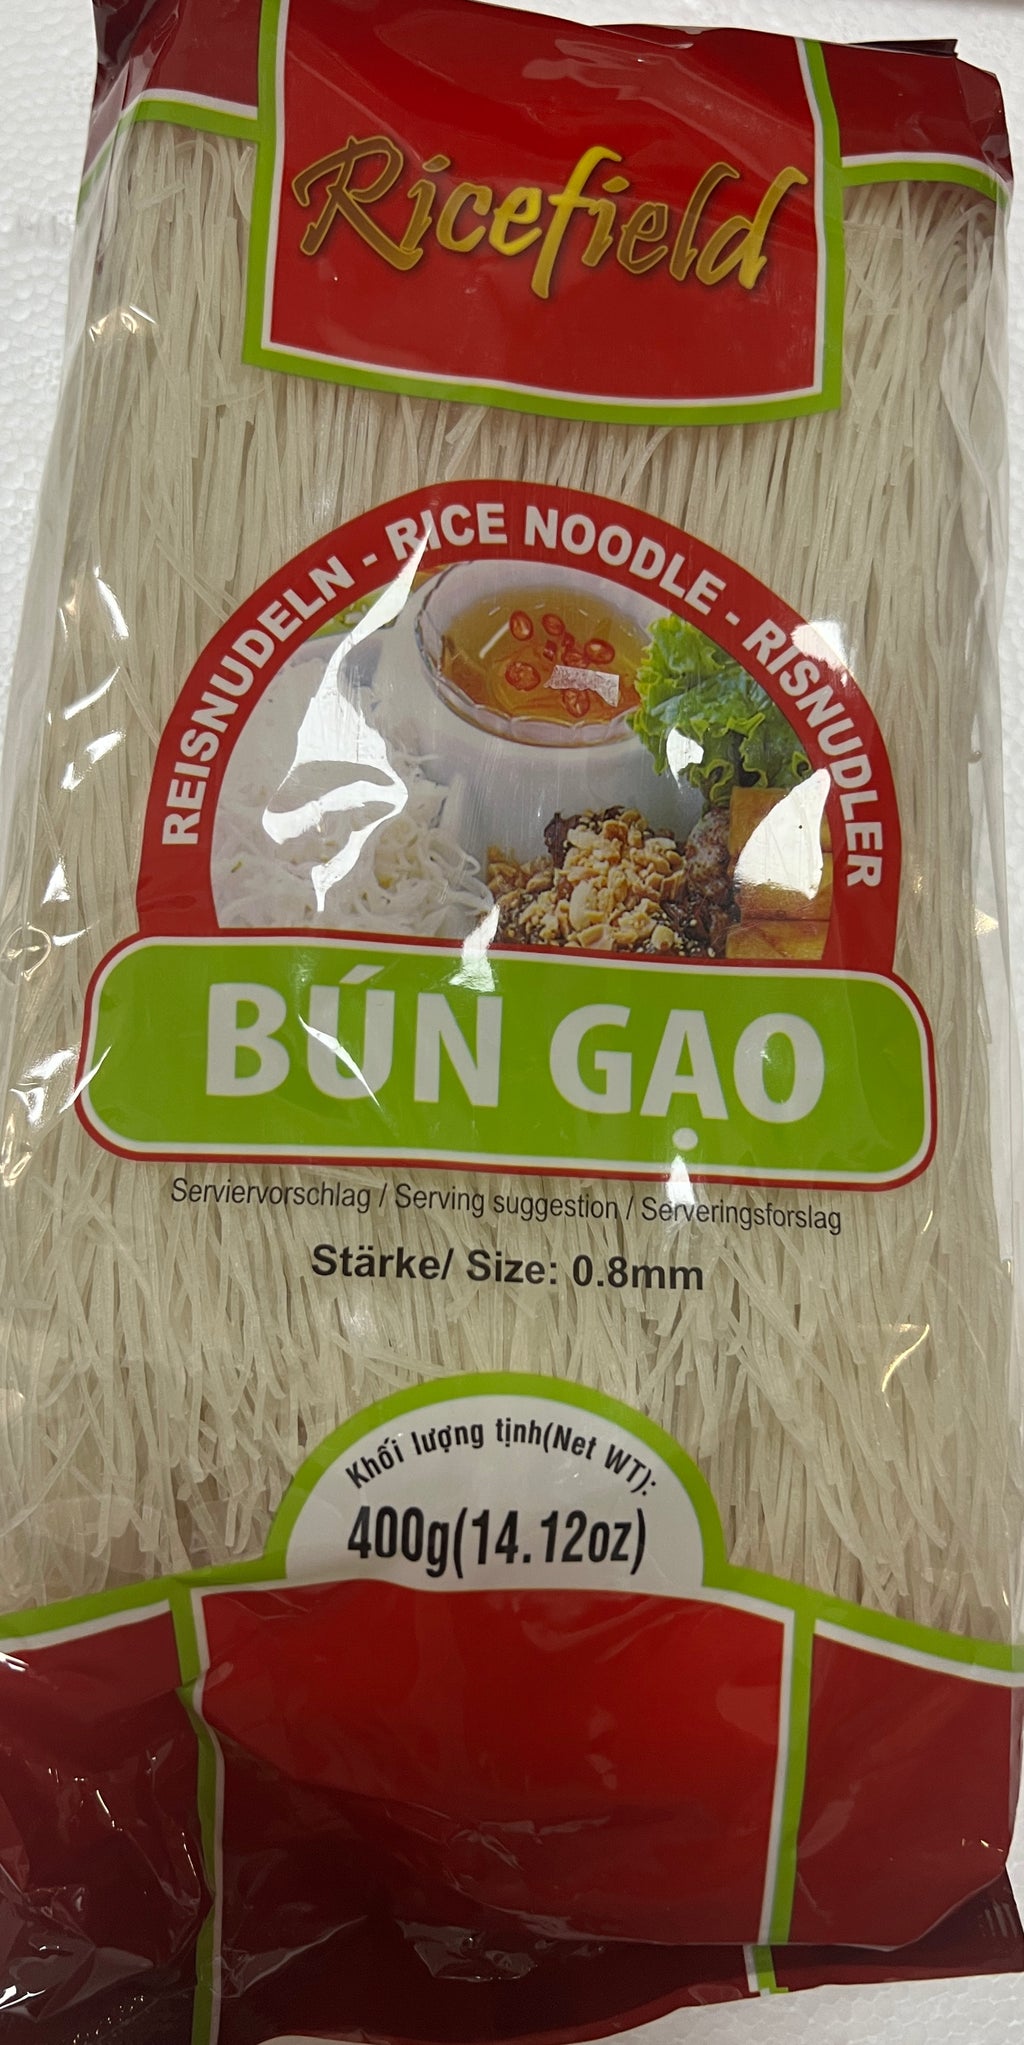 Ricefield
REISNUDELN - RICE NOODLE - RISNUDLER
BÚN GẠO
Serviervorschlag / Serving suggestion / Serveringsforslag
Stärke/ Size: 0.8mm
Khối lượng tịnh(Net WT):
400g(14.12oz)